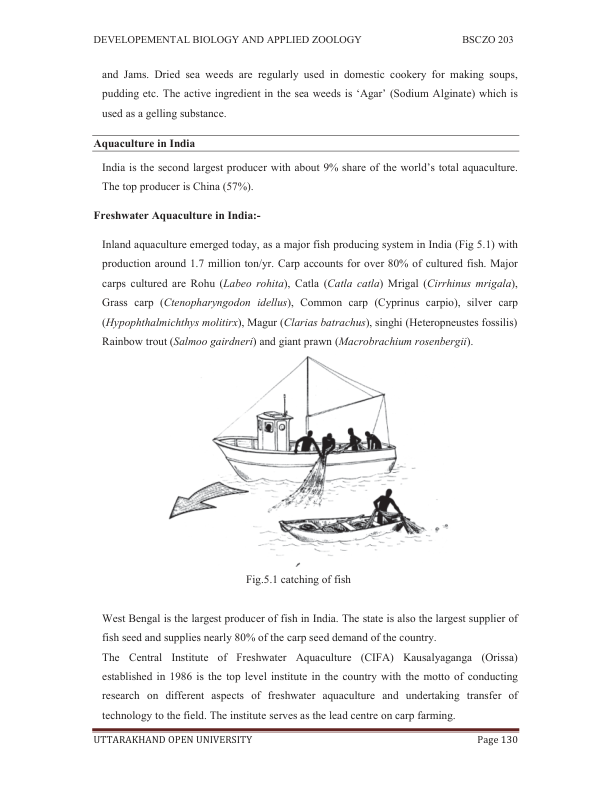 DEVELOPEMENTAL BIOLOGY AND APPLIED ZOOLOGY BSCZO 203
and Jams. Dried sea weeds are regularly used in domestic cookery for making soups,
pudding etc. The active ingredient in the sea weeds is ‘Agar’ (Sodium Alginate) which is
used as a gelling substance.
Aquaculture in India
India is the second largest producer with about 9% share of the world’s total aquaculture.
The top producer is China (57%).
Freshwater Aquaculture in India:-
Inland aquaculture emerged today, as a major fish producing system in India (Fig 5.1) with
production around 1.7 million ton/yr. Carp accounts for over 80% of cultured fish. Major
carps cultured are Rohu (Labeo rohita), Catla (Catla catla) Mrigal (Cirrhinus mrigala),
Grass carp (Ctenopharyngodon idellus), Common carp (Cyprinus carpio), silver carp
(Hypophthalmichthys molitirx), Magur (Clarias batrachus), singhi (Heteropneustes fossilis)
Rainbow trout (Salmoo gairdneri) and giant prawn (Macrobrachium rosenbergii).
Fig.5.1 catching of fish
West Bengal is the largest producer of fish in India. The state is also the largest supplier of
fish seed and supplies nearly 80% of the carp seed demand of the country.
The Central Institute of Freshwater Aquaculture (CIFA) Kausalyaganga (Orissa)
established in 1986 is the top level institute in the country with the motto of conducting
research on different aspects of freshwater aquaculture and undertaking transfer of
technology to the field. The institute serves as the lead centre on carp farming.
UTTARAKHAND OPEN UNIVERSITY Page 130